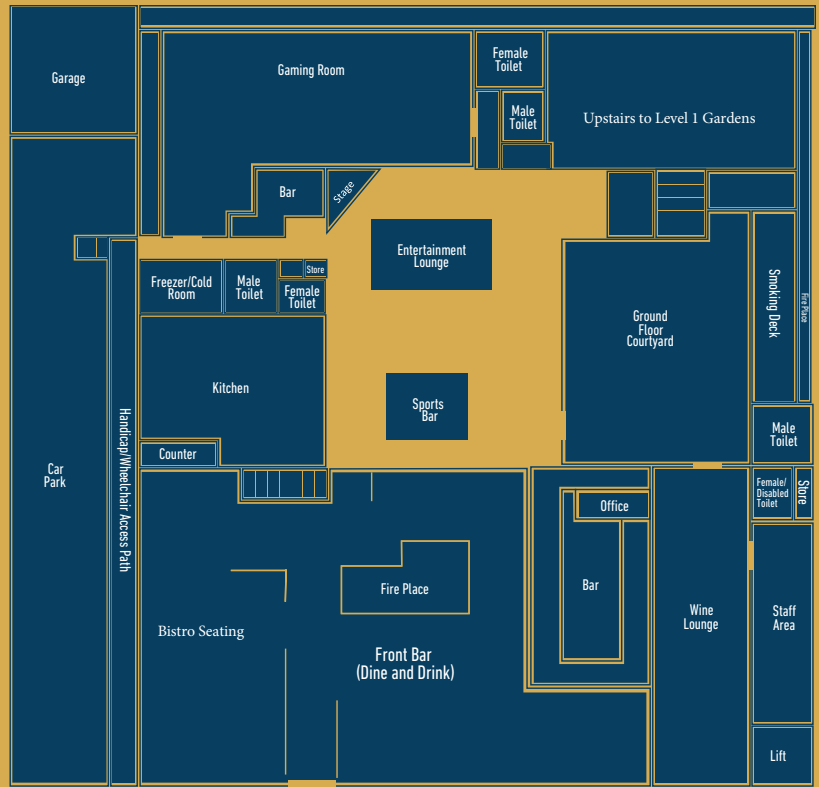 Garage
Gaming Room
Female
Toilet
Male
Toilet
Upstairs to Level 1 Gardens
Bar
Stage
Entertainment
Lounge
Freezer/Cold
Room
Male
Toilet
Store
Female
Toilet
Ground
Floor
Courtyard
Smoking Deck
Fire Place
Kitchen
Sports
Bar
Counter
Car
Park
Handicap/Wheelchair Access Path
Male
Toilet
Female/
Disabled
Toilet
Store
Office
Bar
Fire Place
Bistro Seating
Front Bar
(Dine and Drink)
Wine
Lounge
Staff
Area
Lift